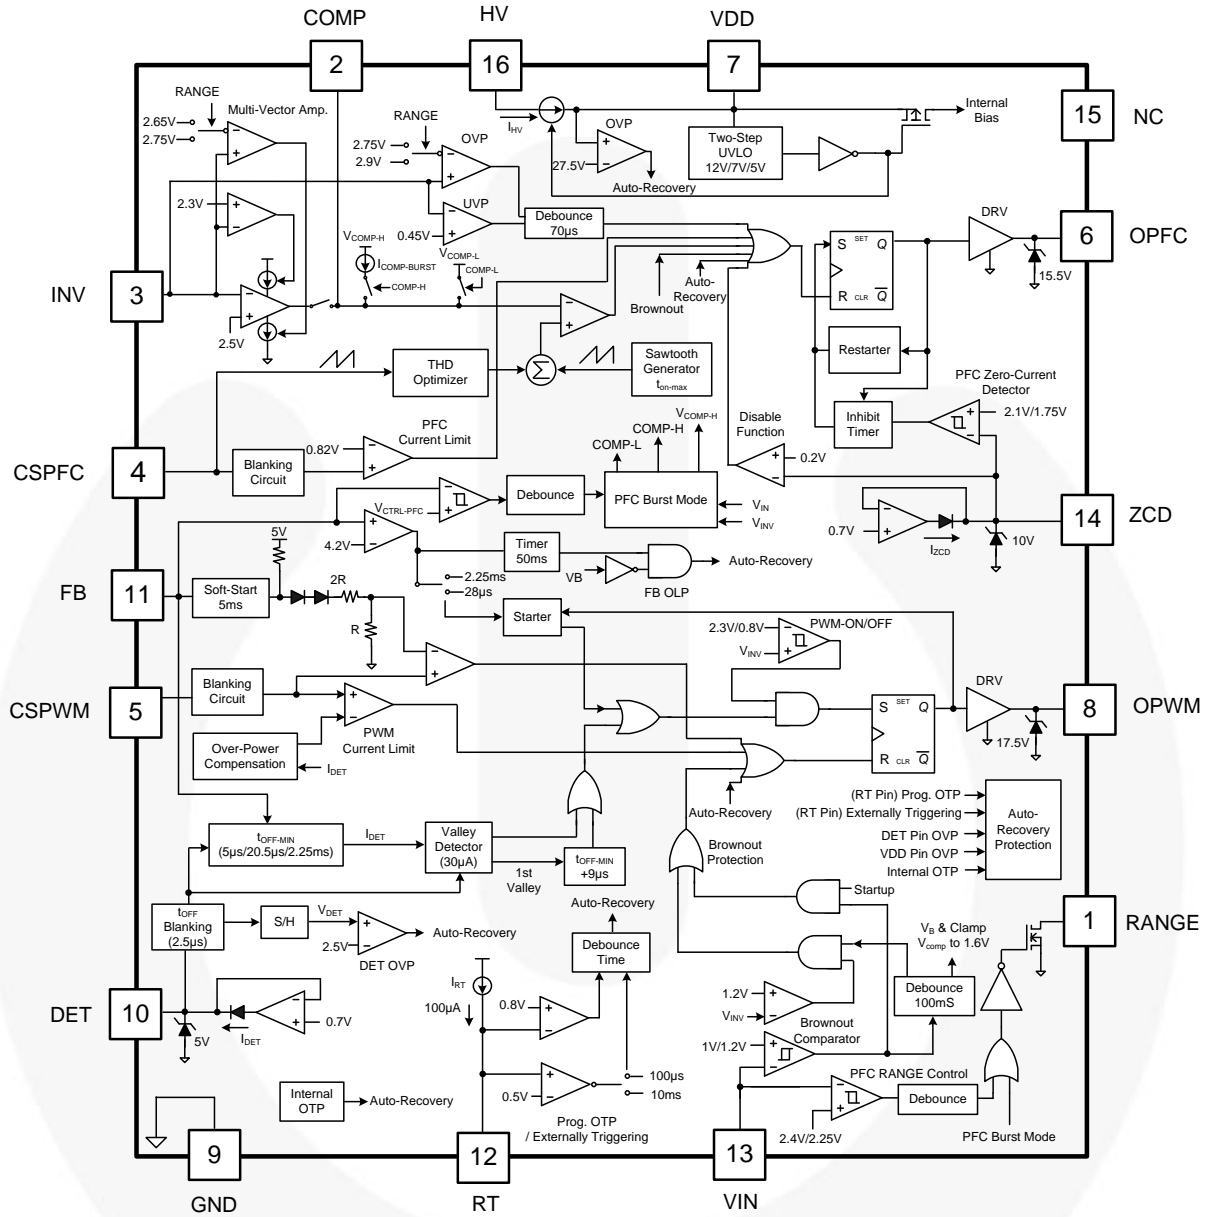 COMP
HV
VDD
2
16
7
15
NC
RANGE
Multi-Vector Amp.
2.65V
2.75V
RANGE
OVP
2.75V
2.9V
I_HV
OVP
27.5V
Auto-Recovery
Two-Step
UVLO
12V/7V/5V
Internal
Bias
2.3V
UVP
0.45V
Debounce
70µs
DRV
6
OPFC
15.5V
S SET Q
R CLR Q
V_COMP-H
I_COMP-BURST
COMP-H
V_COMP-L
COMP-L
Auto-
Recovery
Brownout
INV
3
2.5V
THD
Optimizer
Σ
Sawtooth
Generator
t_on-max
Restarter
PFC Zero-Current
Detector
2.1V/1.75V
Inhibit
Timer
V_COMP-H
COMP-H
COMP-L
Disable
Function
0.2V
PFC
Current Limit
0.82V
CSPFC
4
Blanking
Circuit
V_CTRL-PFC
Debounce
PFC Burst Mode
V_IN
V_INV
0.7V
I_ZCD
10V
14
ZCD
4.2V
5V
Timer
50ms
VB
FB OLP
Auto-Recovery
FB
11
Soft-Start
5ms
2R
R
2.25ms
28µs
Starter
2.3V/0.8V
V_INV
PWM-ON/OFF
CSPWM
5
Blanking
Circuit
PWM
Current Limit
Over-Power
Compensation
I_DET
S SET Q
R CLR Q
DRV
8
OPWM
17.5V
Auto-Recovery
(RT Pin) Prog. OTP
(RT Pin) Externally Triggering
DET Pin OVP
VDD Pin OVP
Internal OTP
Auto-
Recovery
Protection
t_OFF-MIN
(5µs/20.5µs/2.25ms)
I_DET
Valley
Detector
(30µA)
1st
Valley
t_OFF-MIN
+9µs
Brownout
Protection
Startup
t_OFF
Blanking
(2.5µs)
S/H
V_DET
2.5V
DET OVP
Auto-Recovery
Auto-Recovery
Debounce
Time
V_B & Clamp
V_comp to 1.6V
Debounce
100mS
1
RANGE
DET
10
5V
I_DET
0.7V
I_RT
100µA
0.8V
0.5V
100µs
10ms
Prog. OTP
/ Externally Triggering
1.2V
V_INV
Brownout
Comparator
1V/1.2V
PFC RANGE Control
2.4V/2.25V
Debounce
PFC Burst Mode
Internal
OTP
Auto-Recovery
9
GND
12
RT
13
VIN